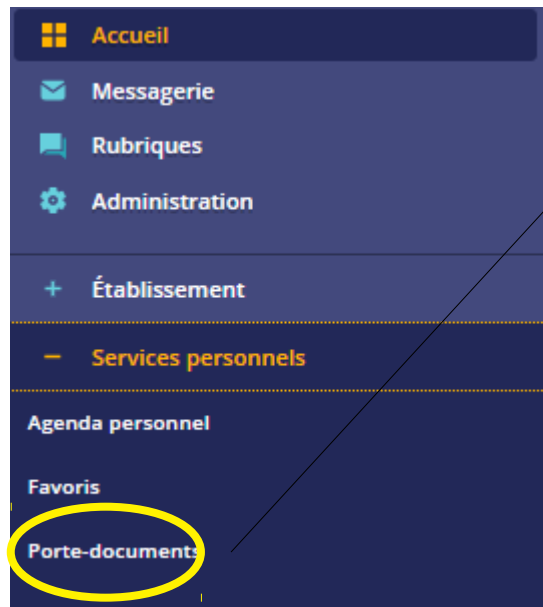 Accueil
Messagerie
Rubriques
Administration
+ Établissement
− Services personnels
Agenda personnel
Favoris
Porte-documents